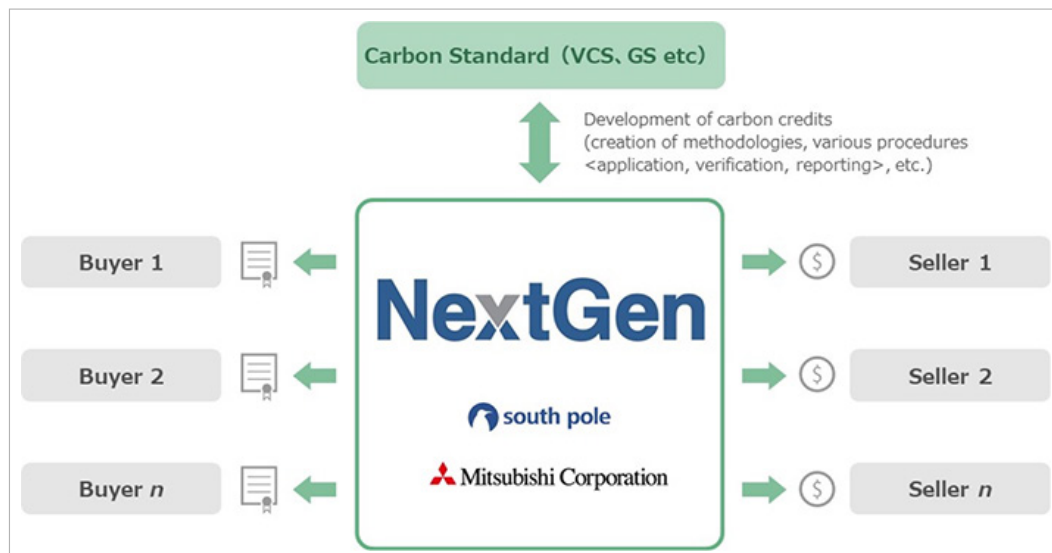 Carbon Standard（VCS、GS etc）
Development of carbon credits
(creation of methodologies, various procedures
<application, verification, reporting>, etc.)
Buyer 1
Seller 1
NextGen
Buyer 2
Seller 2
south pole
Mitsubishi Corporation
Buyer n
Seller n
$
$
$